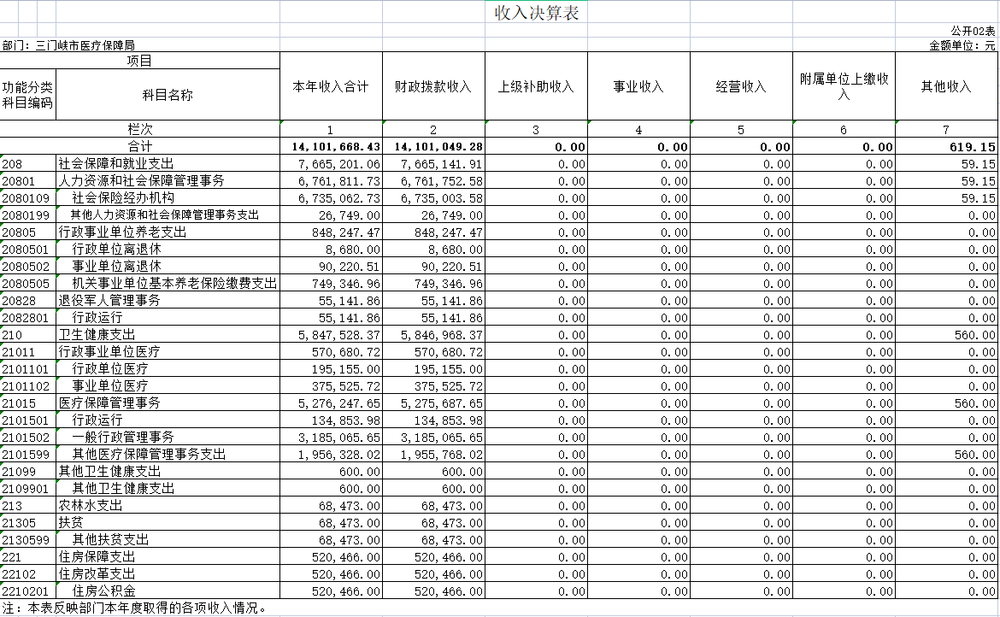 收入决算表
公开02表
部门：三门峡市医疗保障局 金额单位：元
项目 本年收入合计 财政拨款收入 上级补助收入 事业收入 经营收入 附属单位上缴收入 其他收入
功能分类科目编码 科目名称
栏次 1 2 3 4 5 6 7
合计 14,101,668.43 14,101,049.28 0.00 0.00 0.00 0.00 619.15
208 社会保障和就业支出 7,665,201.06 7,665,141.91 0.00 0.00 0.00 0.00 59.15
20801 人力资源和社会保障管理事务 6,761,811.73 6,761,752.58 0.00 0.00 0.00 0.00 59.15
2080109 社会保险经办机构 6,735,062.73 6,735,003.58 0.00 0.00 0.00 0.00 59.15
2080199 其他人力资源和社会保障管理事务支出 26,749.00 26,749.00 0.00 0.00 0.00 0.00 0.00
20805 行政事业单位养老支出 848,247.47 848,247.47 0.00 0.00 0.00 0.00 0.00
2080501 行政单位离退休 8,680.00 8,680.00 0.00 0.00 0.00 0.00 0.00
2080502 事业单位离退休 90,220.51 90,220.51 0.00 0.00 0.00 0.00 0.00
2080505 机关事业单位基本养老保险缴费支出 749,346.96 749,346.96 0.00 0.00 0.00 0.00 0.00
20828 退役军人管理事务 55,141.86 55,141.86 0.00 0.00 0.00 0.00 0.00
2082801 行政运行 55,141.86 55,141.86 0.00 0.00 0.00 0.00 0.00
210 卫生健康支出 5,847,528.37 5,846,968.37 0.00 0.00 0.00 0.00 560.00
21011 行政事业单位医疗 570,680.72 570,680.72 0.00 0.00 0.00 0.00 0.00
2101101 行政单位医疗 195,155.00 195,155.00 0.00 0.00 0.00 0.00 0.00
2101102 事业单位医疗 375,525.72 375,525.72 0.00 0.00 0.00 0.00 0.00
21015 医疗保障管理事务 5,276,247.65 5,275,687.65 0.00 0.00 0.00 0.00 560.00
2101501 行政运行 134,853.98 134,853.98 0.00 0.00 0.00 0.00 0.00
2101502 一般行政管理事务 3,185,065.65 3,185,065.65 0.00 0.00 0.00 0.00 0.00
2101599 其他医疗保障管理事务支出 1,956,328.02 1,955,768.02 0.00 0.00 0.00 0.00 560.00
21099 其他卫生健康支出 600.00 600.00 0.00 0.00 0.00 0.00 0.00
2109901 其他卫生健康支出 600.00 600.00 0.00 0.00 0.00 0.00 0.00
213 农林水支出 68,473.00 68,473.00 0.00 0.00 0.00 0.00 0.00
21305 扶贫 68,473.00 68,473.00 0.00 0.00 0.00 0.00 0.00
2130599 其他扶贫支出 68,473.00 68,473.00 0.00 0.00 0.00 0.00 0.00
221 住房保障支出 520,466.00 520,466.00 0.00 0.00 0.00 0.00 0.00
22102 住房改革支出 520,466.00 520,466.00 0.00 0.00 0.00 0.00 0.00
2210201 住房公积金 520,466.00 520,466.00 0.00 0.00 0.00 0.00 0.00
注：本表反映部门本年度取得的各项收入情况。